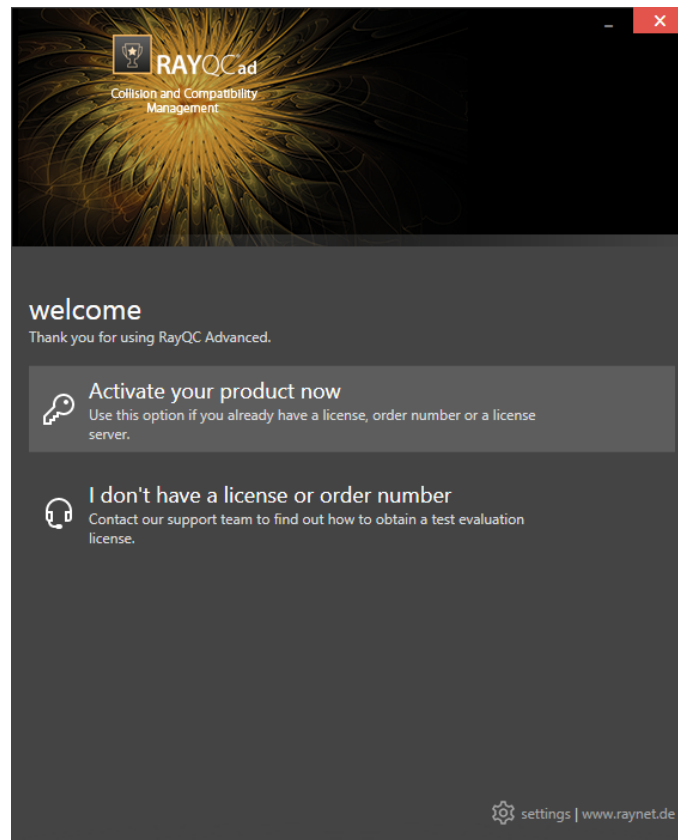 RAYQC ad
Collision and Compatibility
Management
welcome
Thank you for using RayQC Advanced.
Activate your product now
Use this option if you already have a license, order number or a license
server.
I don't have a license or order number
Contact our support team to find out how to obtain a test evaluation
license.
settings | www.raynet.de